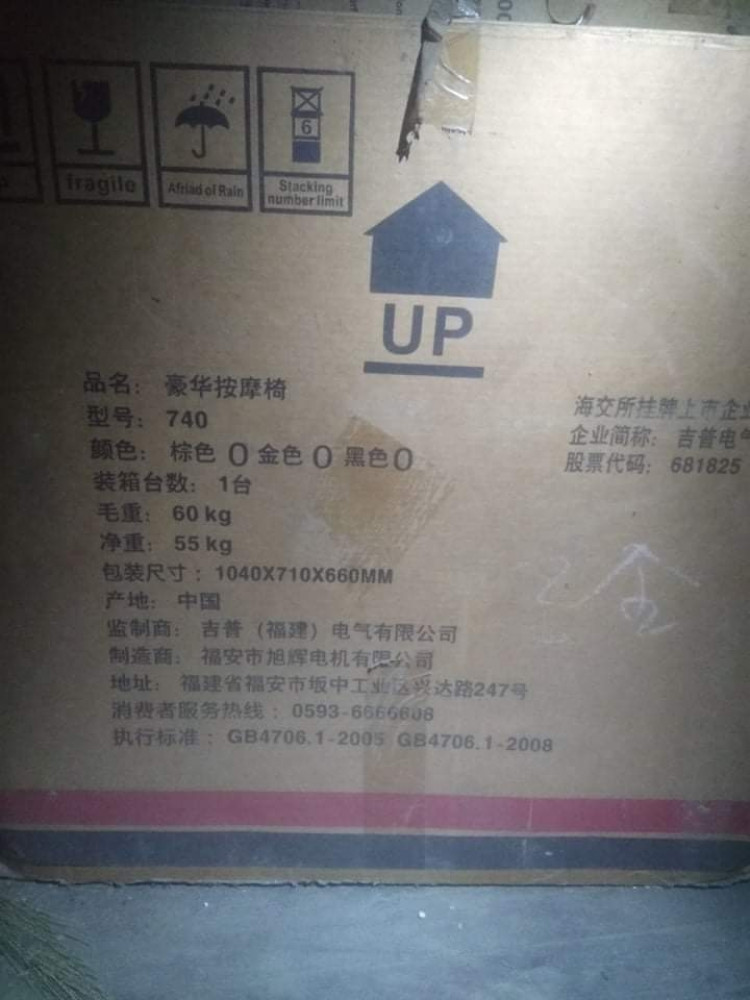 fragile
Afriad of Rain
6
Stacking
number limit
UP
品名： 豪华按摩椅
型号： 740
颜色： 棕色 0 金色 0 黑色 0
装箱台数： 1台
毛重： 60 kg
净重： 55 kg
包装尺寸： 1040X710X660MM
产地： 中国
监制商： 吉普（福建）电气有限公司
制造商： 福安市旭辉电机有限公司
地址： 福建省福安市坂中工业区兴达路247号
消费者服务热线： 0593-6666608
执行标准： GB4706.1-2005 GB4706.1-2008
海交所挂牌上市企业
企业简称： 吉普电气
股票代码： 681825